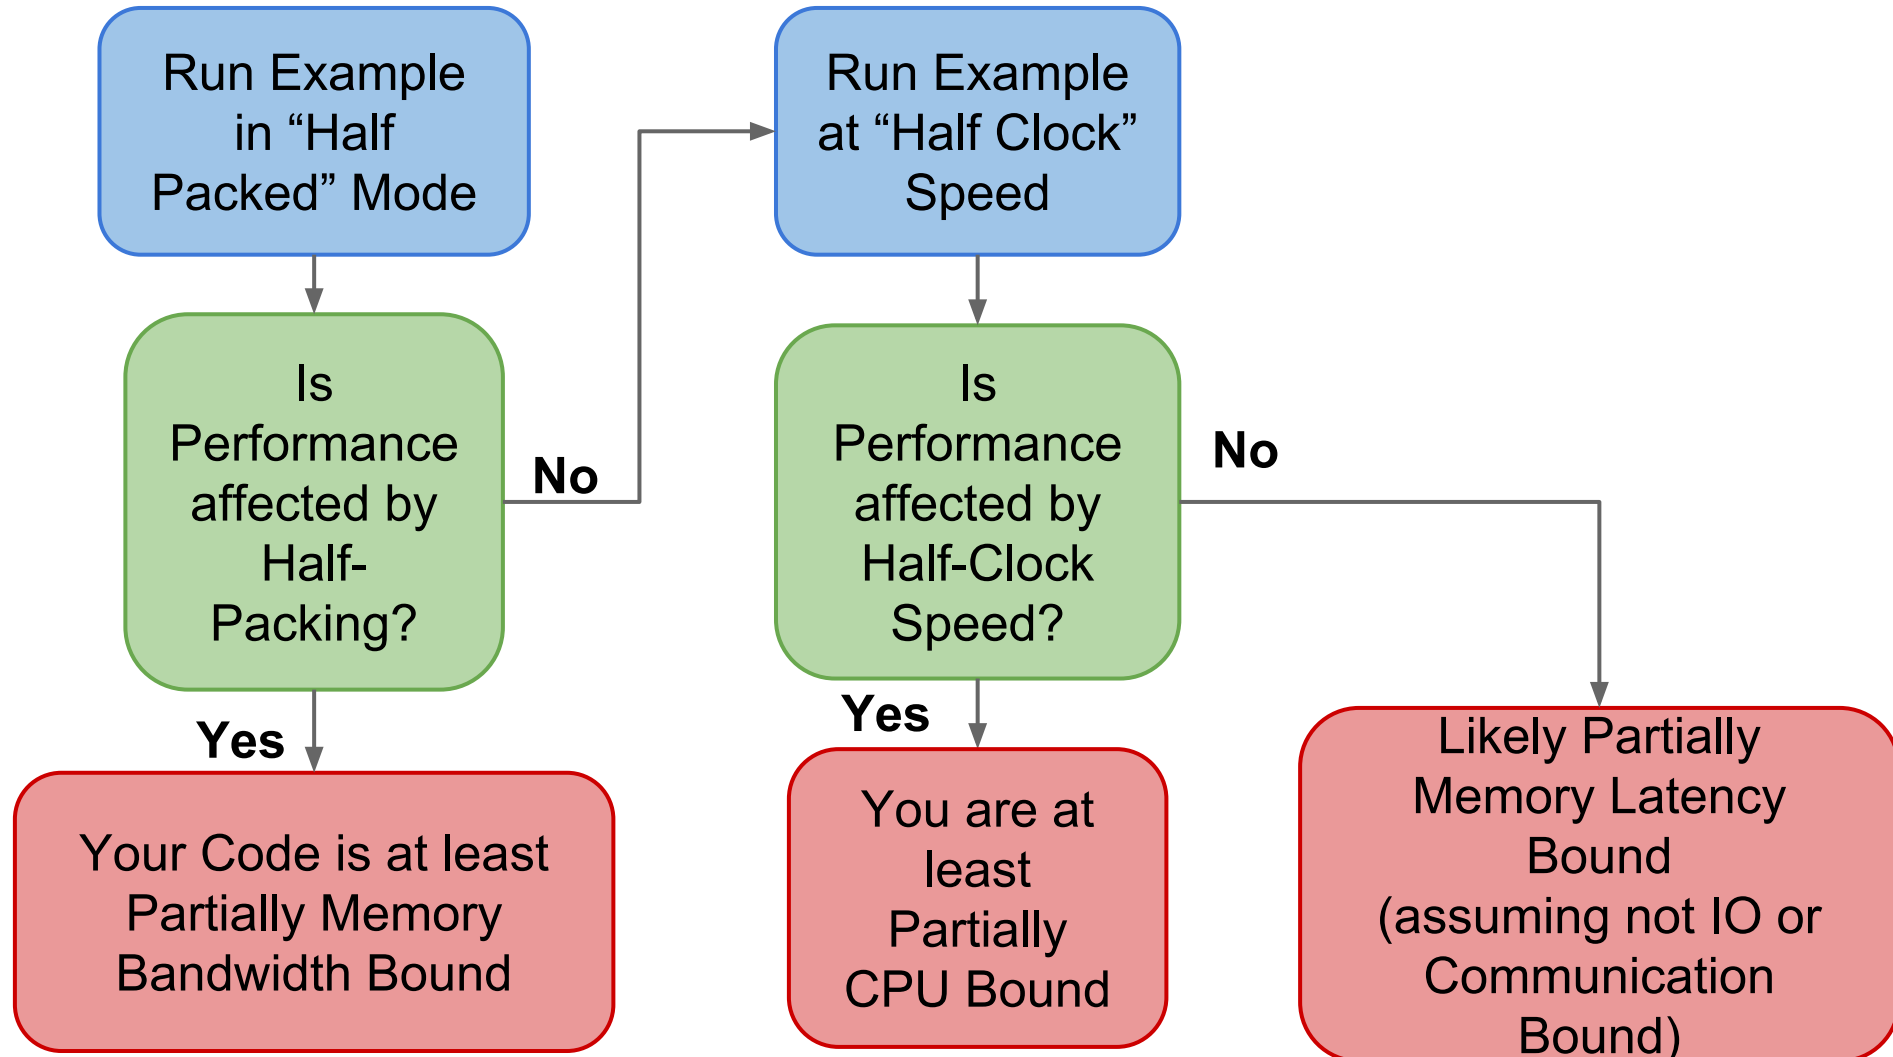 Run Example
in “Half
Packed” Mode
Is
Performance
affected by
Half-
Packing?
No
Yes
Your Code is at least
Partially Memory
Bandwidth Bound
Run Example
at “Half Clock”
Speed
Is
Performance
affected by
Half-Clock
Speed?
No
Yes
You are at
least
Partially
CPU Bound
Likely Partially
Memory Latency
Bound
(assuming not IO or
Communication
Bound)